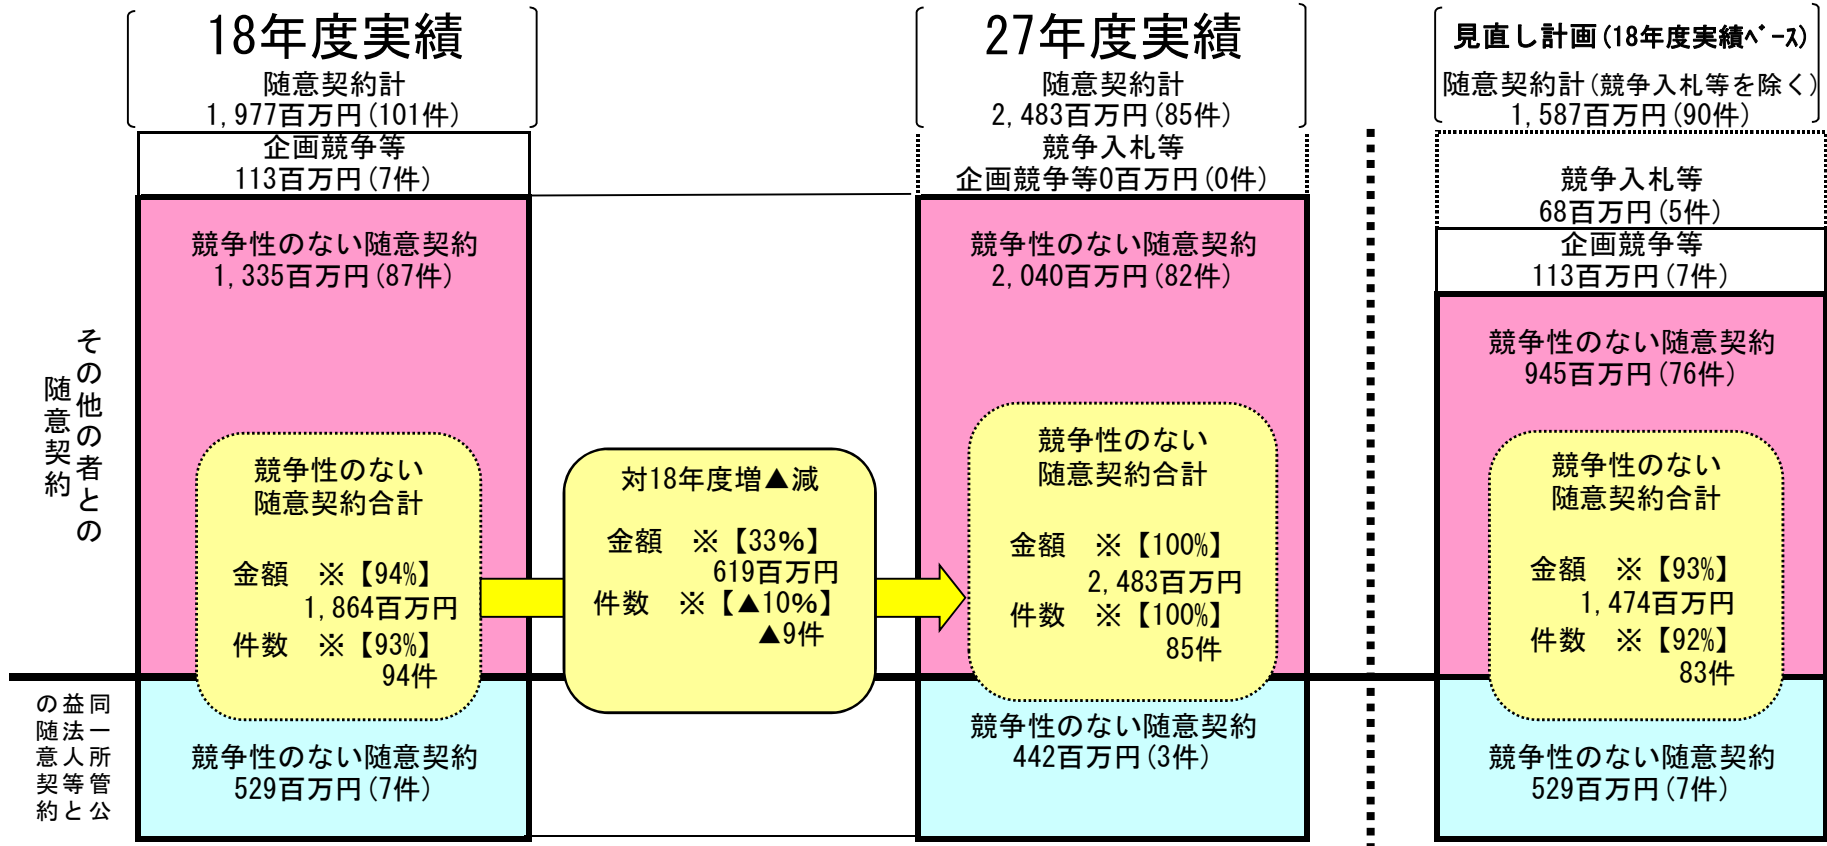 18年度実績
随意契約計
1,977百万円(101件)
企画競争等
113百万円(7件)
競争性のない随意契約
1,335百万円(87件)
競争性のない
随意契約合計
金額　※【94%】
1,864百万円
件数　※【93%】
94件
競争性のない随意契約
529百万円(7件)
その他の者との
随意契約
同一所管公
益法人等と
の随意契約
対18年度増▲減
金額　※【33%】
619百万円
件数　※【▲10%】
▲9件
27年度実績
随意契約計
2,483百万円(85件)
競争入札等
企画競争等0百万円(0件)
競争性のない随意契約
2,040百万円(82件)
競争性のない
随意契約合計
金額　※【100%】
2,483百万円
件数　※【100%】
85件
競争性のない随意契約
442百万円(3件)
見直し計画(18年度実績ﾍﾞｰｽ)
随意契約計(競争入札等を除く)
1,587百万円(90件)
競争入札等
68百万円(5件)
企画競争等
113百万円(7件)
競争性のない随意契約
945百万円(76件)
競争性のない
随意契約合計
金額　※【93%】
1,474百万円
件数　※【92%】
83件
競争性のない随意契約
529百万円(7件)